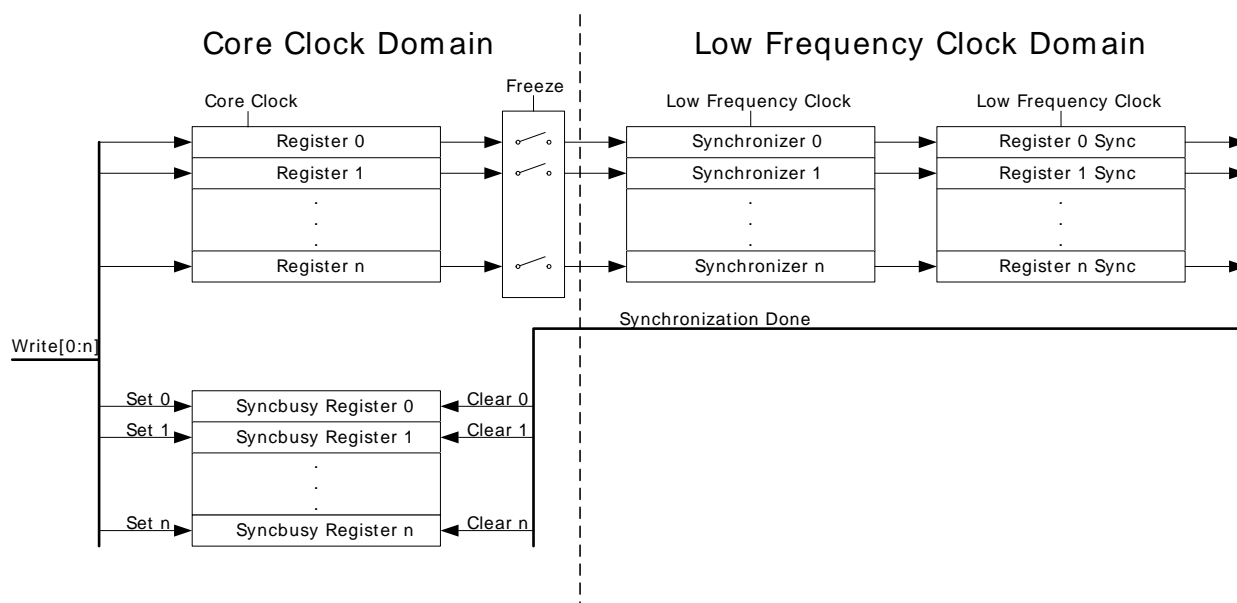 Core Clock Domain
Low Frequency Clock Domain
Freeze
Core Clock
Low Frequency Clock
Low Frequency Clock
Register 0
Synchronizer 0
Register 0 Sync
Register 1
Synchronizer 1
Register 1 Sync
.
.
.
.
.
.
.
.
.
Register n
Synchronizer n
Register n Sync
Synchronization Done
Write[0:n]
Set 0
Syncbusy Register 0
Clear 0
Set 1
Syncbusy Register 1
Clear 1
.
.
.
Set n
Syncbusy Register n
Clear n